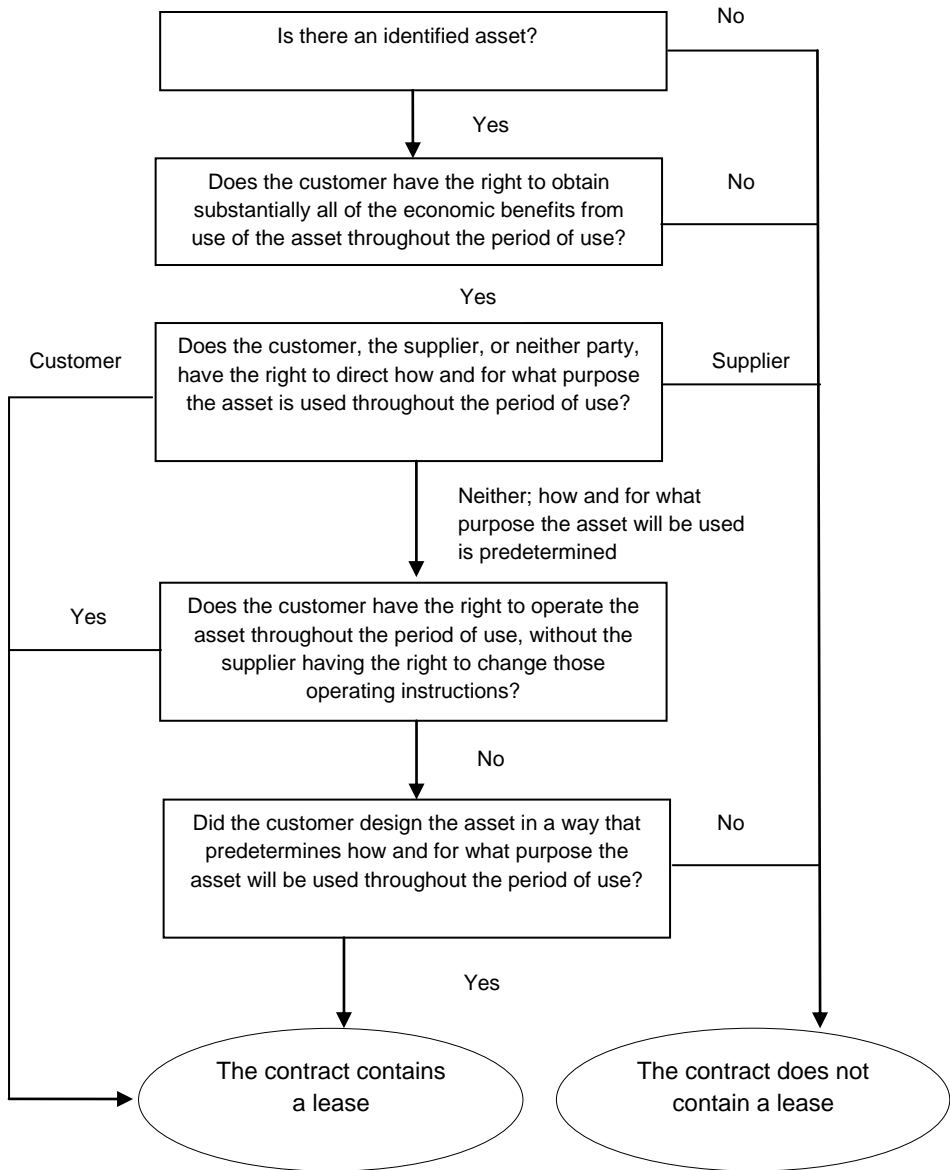 No
Is there an identified asset?
Yes
Does the customer have the right to obtain
substantially all of the economic benefits from
use of the asset throughout the period of use?
No
Yes
Customer
Does the customer, the supplier, or neither party,
have the right to direct how and for what purpose
the asset is used throughout the period of use?
Supplier
Neither; how and for what
purpose the asset will be used
is predetermined
Yes
Does the customer have the right to operate the
asset throughout the period of use, without the
supplier having the right to change those
operating instructions?
No
Did the customer design the asset in a way that
predetermines how and for what purpose the
asset will be used throughout the period of use?
No
Yes
The contract contains
a lease
The contract does not
contain a lease